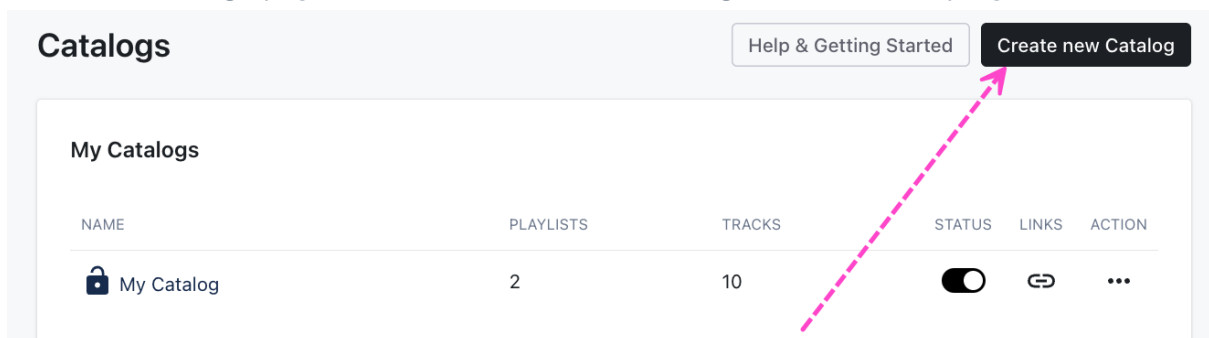 Catalogs
Help & Getting Started
Create new Catalog
My Catalogs
NAME PLAYLISTS TRACKS STATUS LINKS ACTION
My Catalog 2 10